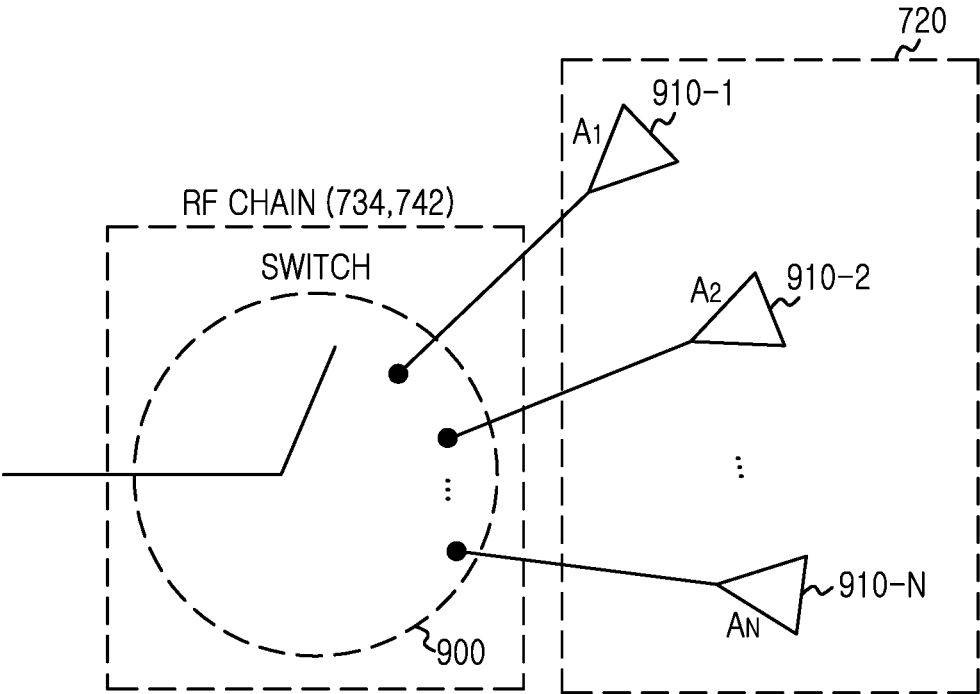 720
910-1
A1
RF CHAIN (734,742)
SWITCH
910-2
A2
...
...
910-N
AN
900